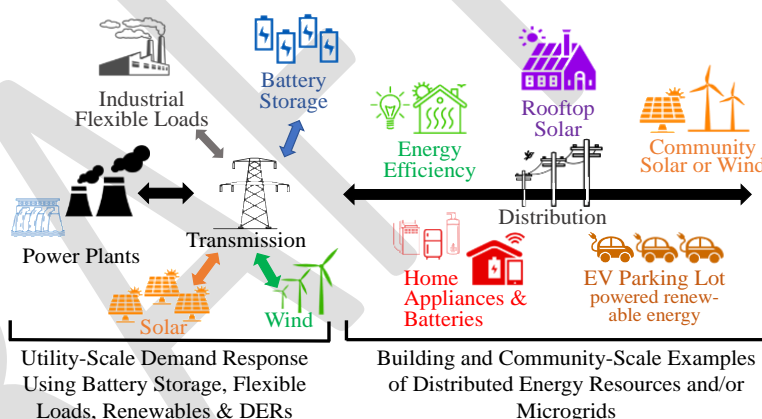 Industrial
Flexible Loads
Battery
Storage
Energy
Efficiency
Rooftop
Solar
Community
Solar or Wind
Power Plants
Transmission
Distribution
Solar
Wind
Home
Appliances &
Batteries
EV Parking Lot
powered renew-
able energy
Utility-Scale Demand Response
Using Battery Storage, Flexible
Loads, Renewables & DERs
Building and Community-Scale Examples
of Distributed Energy Resources and/or
Microgrids